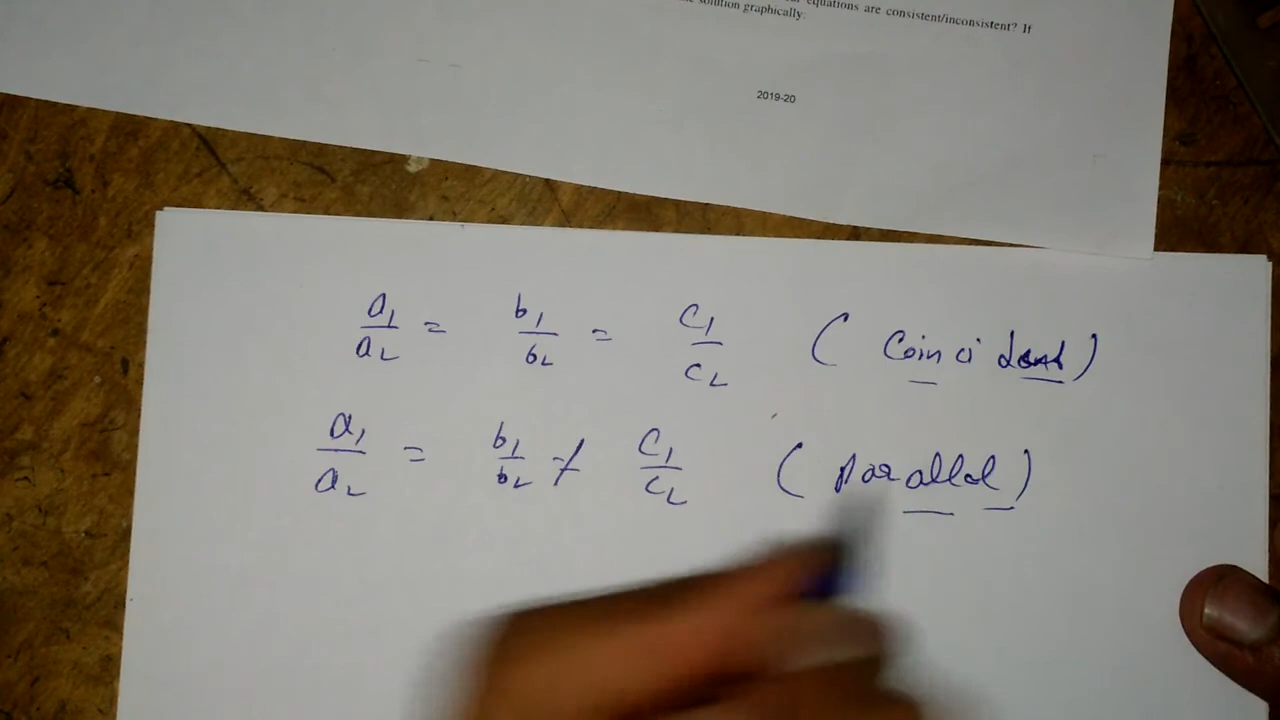 equations are consistent/inconsistent? If
solution graphically:
2019-20
a1/a2 = b1/b2 = c1/c2 (Coincident)
a1/a2 = b1/b2 ≠ c1/c2 (parallel)